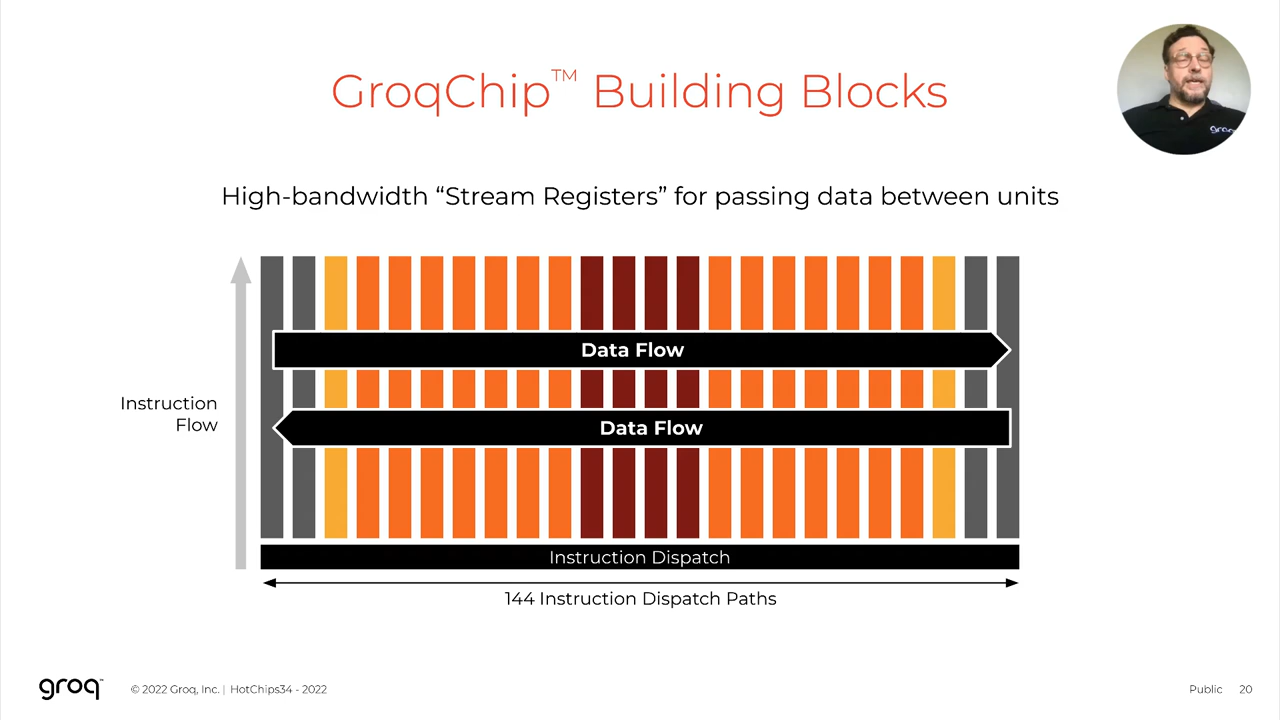 GroqChip™ Building Blocks
groq
High-bandwidth “Stream Registers” for passing data between units
Data Flow
Instruction
Flow
Data Flow
Instruction Dispatch
144 Instruction Dispatch Paths
groq™
© 2022 Groq, Inc. | HotChips34 - 2022
Public 20